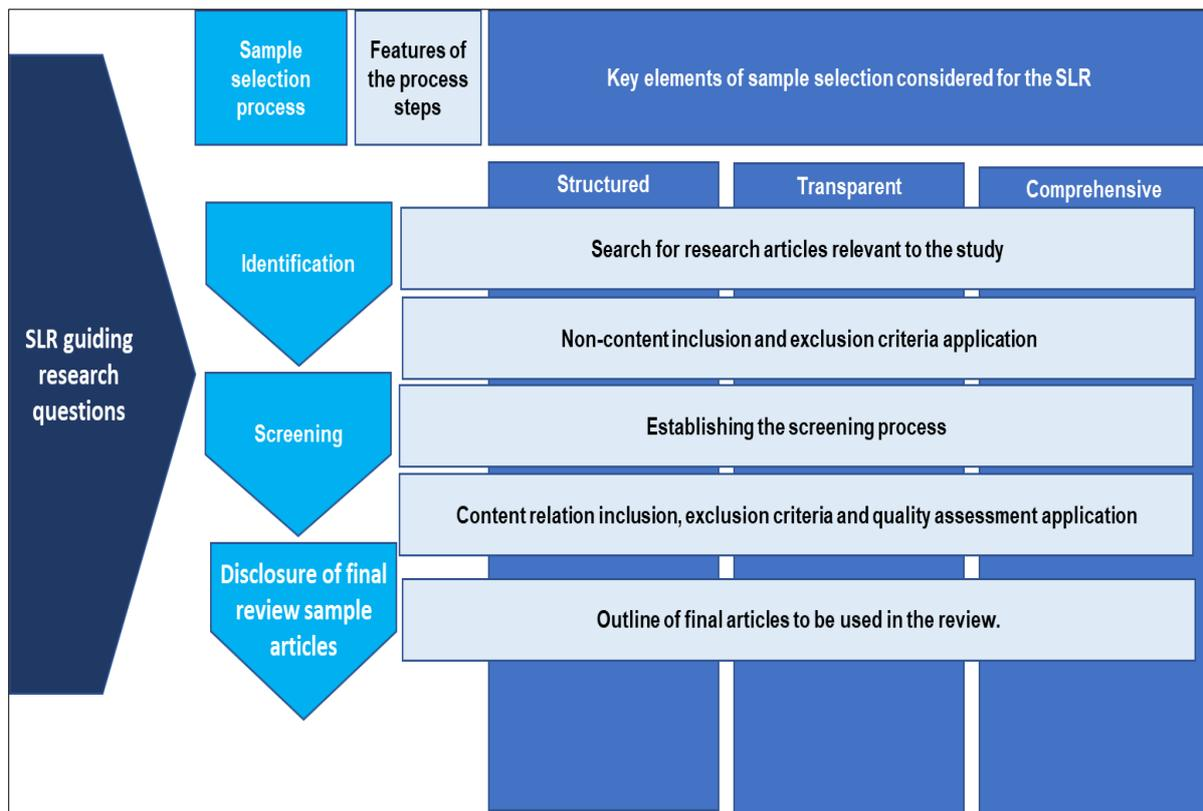 Sample
selection
process
Features of
the process
steps
Key elements of sample selection considered for the SLR
Structured
Transparent
Comprehensive
SLR guiding
research
questions
Identification
Search for research articles relevant to the study
Non-content inclusion and exclusion criteria application
Screening
Establishing the screening process
Content relation inclusion, exclusion criteria and quality assessment application
Disclosure of final
review sample
articles
Outline of final articles to be used in the review.